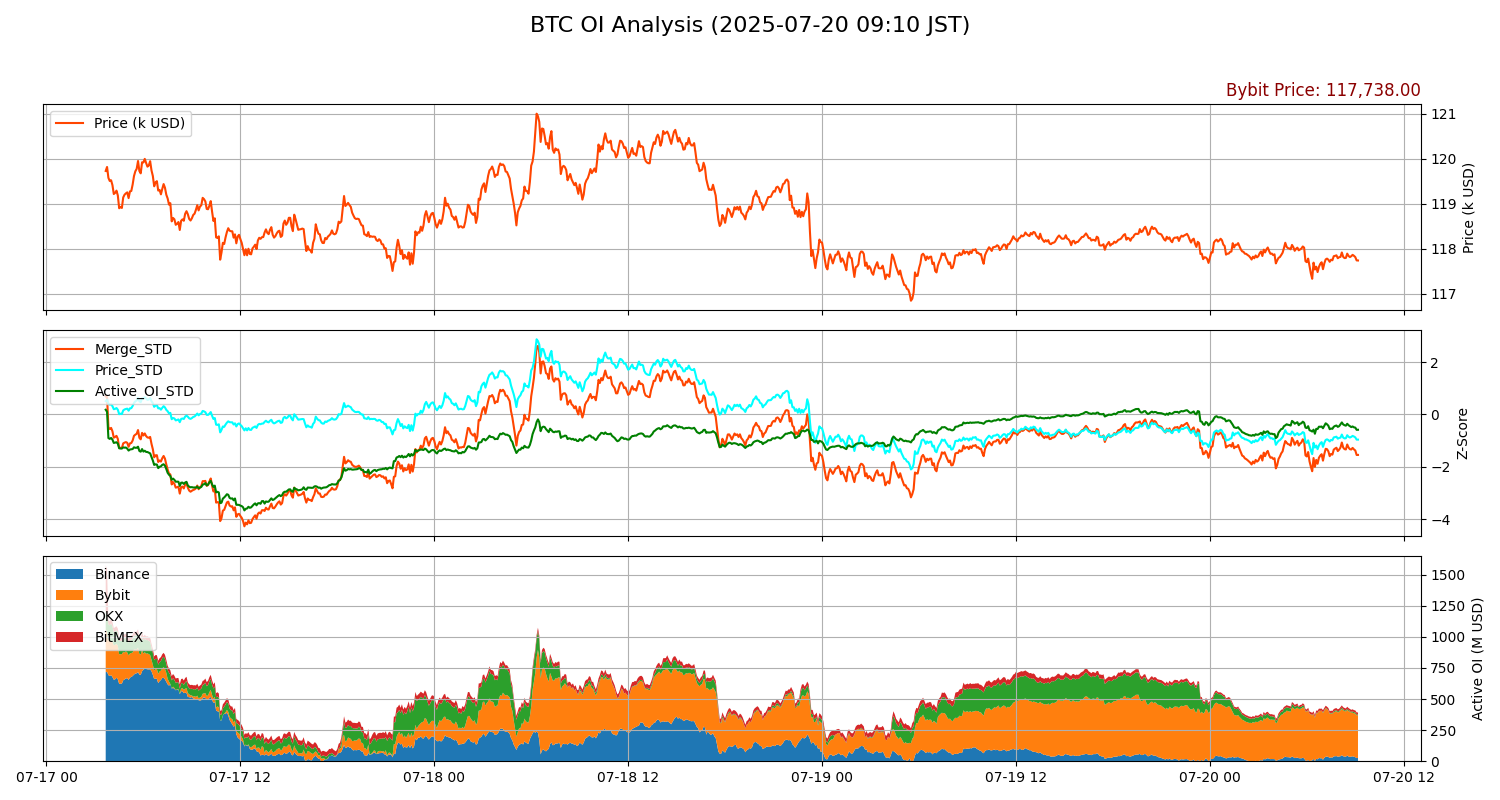 BTC OI Analysis (2025-07-20 09:10 JST)
Bybit Price: 117,738.00
Price (k USD)
121
120
119
118
117
Price (k USD)
Merge_STD
Price_STD
Active_OI_STD
2
0
−2
−4
Z-Score
Binance
Bybit
OKX
BitMEX
1500
1250
1000
750
500
250
0
Active OI (M USD)
07-17 00
07-17 12
07-18 00
07-18 12
07-19 00
07-19 12
07-20 00
07-20 12